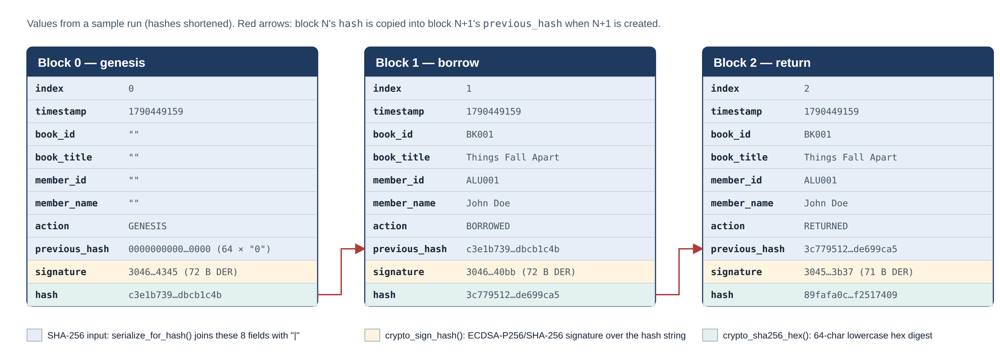 Values from a sample run (hashes shortened). Red arrows: block N's hash is copied into block N+1's previous_hash when N+1 is created.
Block 0 — genesis
index 0
timestamp 1790449159
book_id ""
book_title ""
member_id ""
member_name ""
action GENESIS
previous_hash 0000000000…0000 (64 × "0")
signature 3046…4345 (72 B DER)
hash c3e1b739…dbcb1c4b
Block 1 — borrow
index 1
timestamp 1790449159
book_id BK001
book_title Things Fall Apart
member_id ALU001
member_name John Doe
action BORROWED
previous_hash c3e1b739…dbcb1c4b
signature 3046…40bb (72 B DER)
hash 3c779512…de699ca5
Block 2 — return
index 2
timestamp 1790449159
book_id BK001
book_title Things Fall Apart
member_id ALU001
member_name John Doe
action RETURNED
previous_hash 3c779512…de699ca5
signature 3045…3b37 (71 B DER)
hash 89fafa0c…f2517409
SHA-256 input: serialize_for_hash() joins these 8 fields with "|"
crypto_sign_hash(): ECDSA-P256/SHA-256 signature over the hash string
crypto_sha256_hex(): 64-char lowercase hex digest